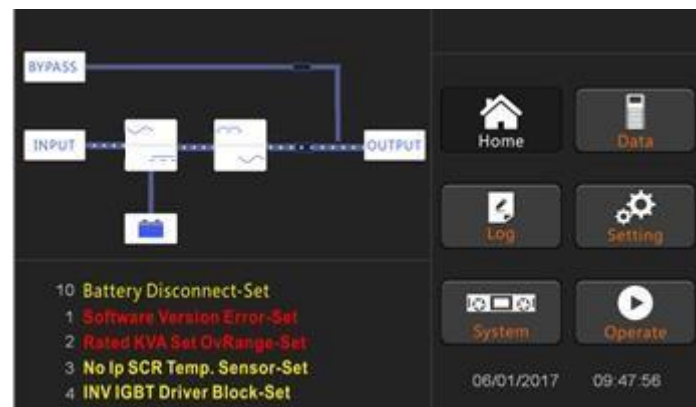 BYPASS
INPUT
OUTPUT
10 Battery Disconnect-Set
1 Software Version Error-Set
2 Rated KVA Set OvRange-Set
3 No Ip SCR Temp. Sensor-Set
4 INV IGBT Driver Block-Set
Home
Data
Log
Setting
System
Operate
06/01/2017 09:47:56